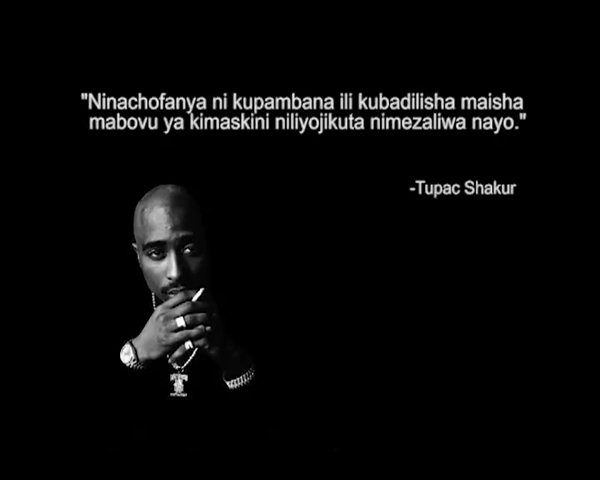 "Ninachofanya ni kupambana ili kubadilisha maisha
mabovu ya kimaskini niliyojikuta nimezaliwa nayo."
-Tupac Shakur